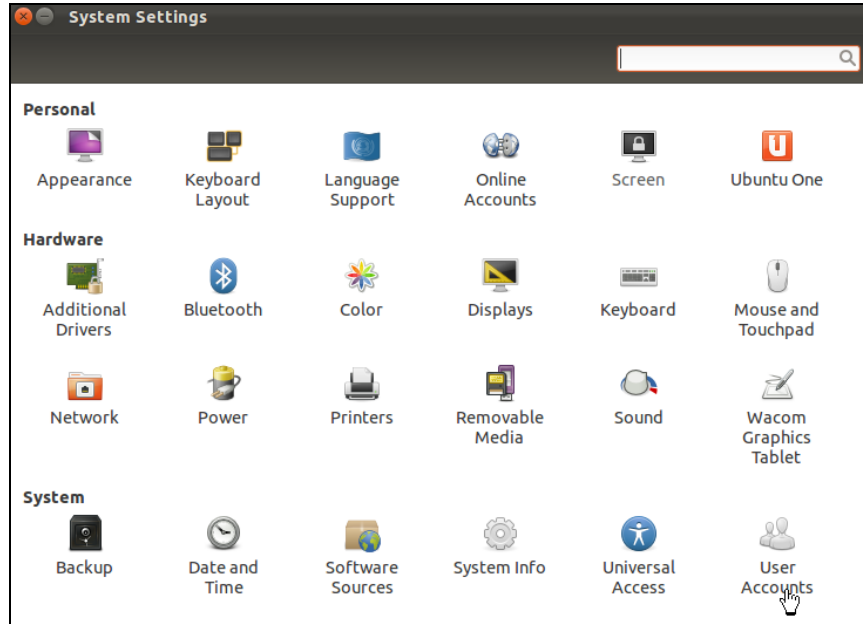 System Settings
Personal
Appearance
Keyboard
Layout
Language
Support
Online
Accounts
Screen
Ubuntu One
Hardware
Additional
Drivers
Bluetooth
Color
Displays
Keyboard
Mouse and
Touchpad
Network
Power
Printers
Removable
Media
Sound
Wacom
Graphics
Tablet
System
Backup
Date and
Time
Software
Sources
System Info
Universal
Access
User
Accounts